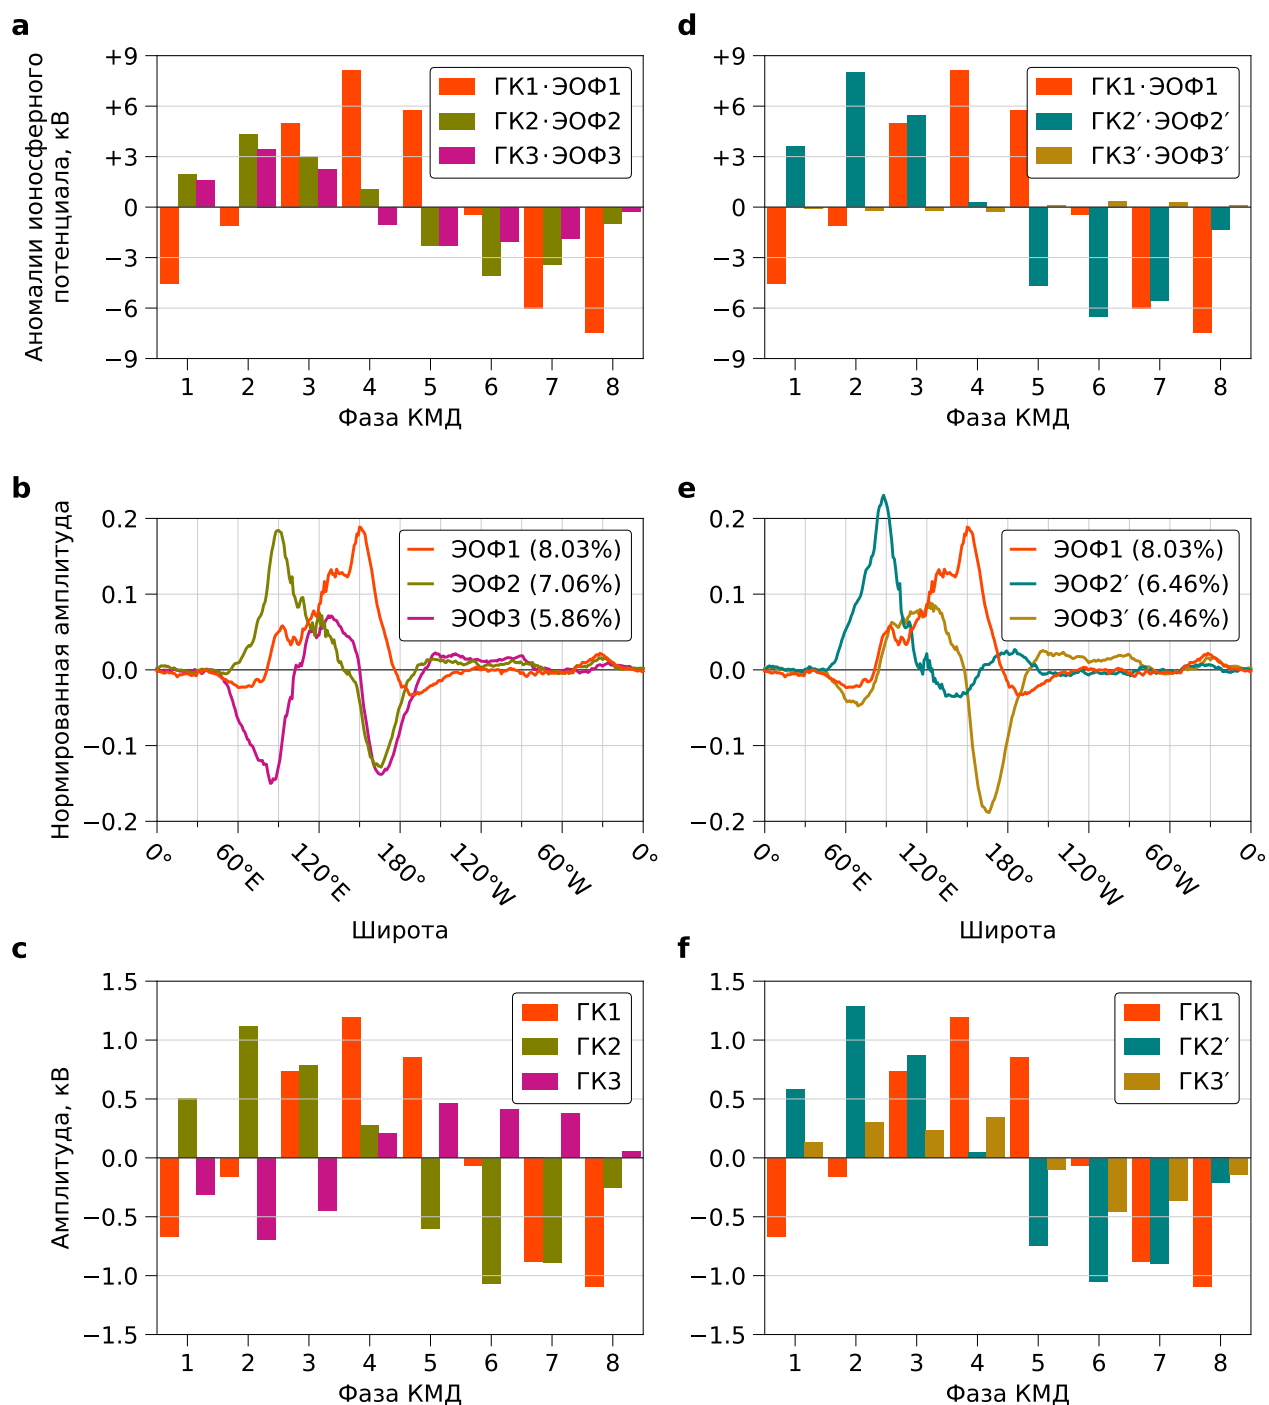 a
Аномалии ионосферного
потенциала, кВ
+9
+6
+3
0
−3
−6
−9
ГК1·ЭОФ1
ГК2·ЭОФ2
ГК3·ЭОФ3
1 2 3 4 5 6 7 8
Фаза КМД
d
+9
+6
+3
0
−3
−6
−9
ГК1·ЭОФ1
ГК2′·ЭОФ2′
ГК3′·ЭОФ3′
1 2 3 4 5 6 7 8
Фаза КМД
b
Нормированная амплитуда
0.2
0.1
0.0
−0.1
−0.2
ЭОФ1 (8.03%)
ЭОФ2 (7.06%)
ЭОФ3 (5.86%)
0° 60°E 120°E 180° 120°W 60°W 0°
Широта
e
0.2
0.1
0.0
−0.1
−0.2
ЭОФ1 (8.03%)
ЭОФ2′ (6.46%)
ЭОФ3′ (6.46%)
0° 60°E 120°E 180° 120°W 60°W 0°
Широта
c
Амплитуда, кВ
1.5
1.0
0.5
0.0
−0.5
−1.0
−1.5
ГК1
ГК2
ГК3
1 2 3 4 5 6 7 8
Фаза КМД
f
1.5
1.0
0.5
0.0
−0.5
−1.0
−1.5
ГК1
ГК2′
ГК3′
1 2 3 4 5 6 7 8
Фаза КМД